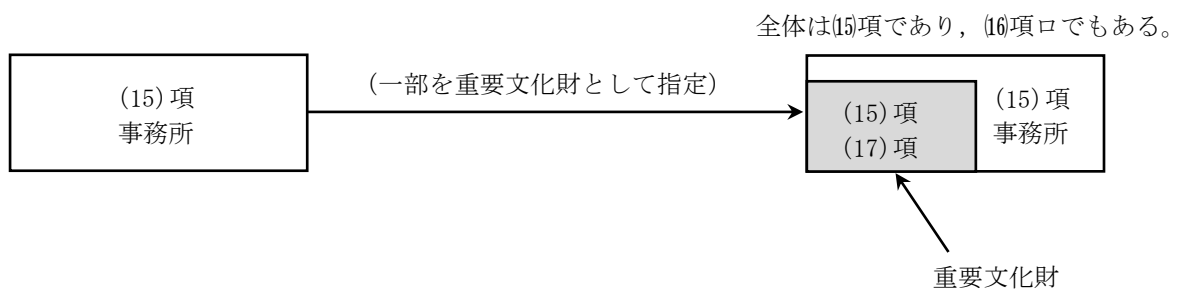 全体は⒂項であり，⒃項ロでもある。
(15)項
事務所
(一部を重要文化財として指定)
(15)項
(17)項
(15)項
事務所
重要文化財